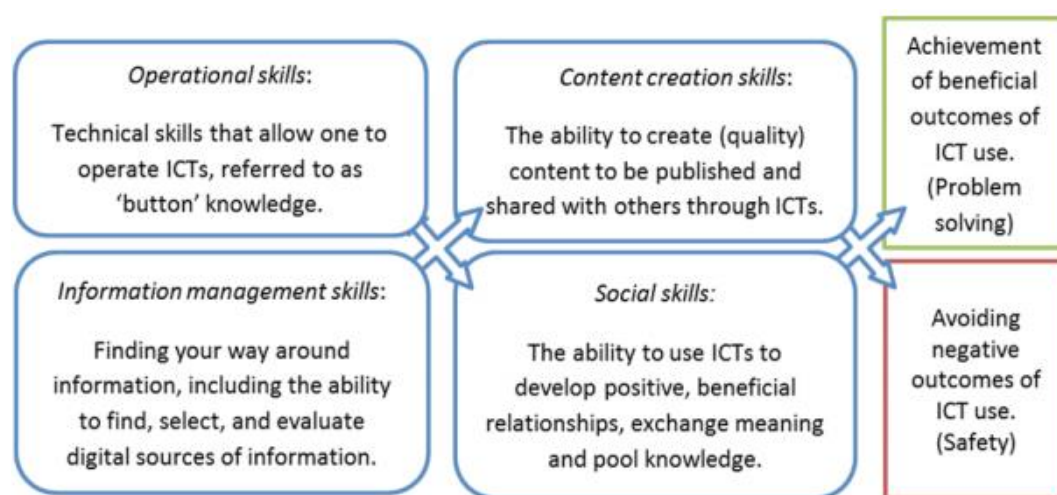 Operational skills:
Technical skills that allow one to
operate ICTs, referred to as
‘button’ knowledge.
Content creation skills:
The ability to create (quality)
content to be published and
shared with others through ICTs.
Achievement
of beneficial
outcomes of
ICT use.
(Problem
solving)
Information management skills:
Finding your way around
information, including the ability
to find, select, and evaluate
digital sources of information.
Social skills:
The ability to use ICTs to
develop positive, beneficial
relationships, exchange meaning
and pool knowledge.
Avoiding
negative
outcomes of
ICT use.
(Safety)